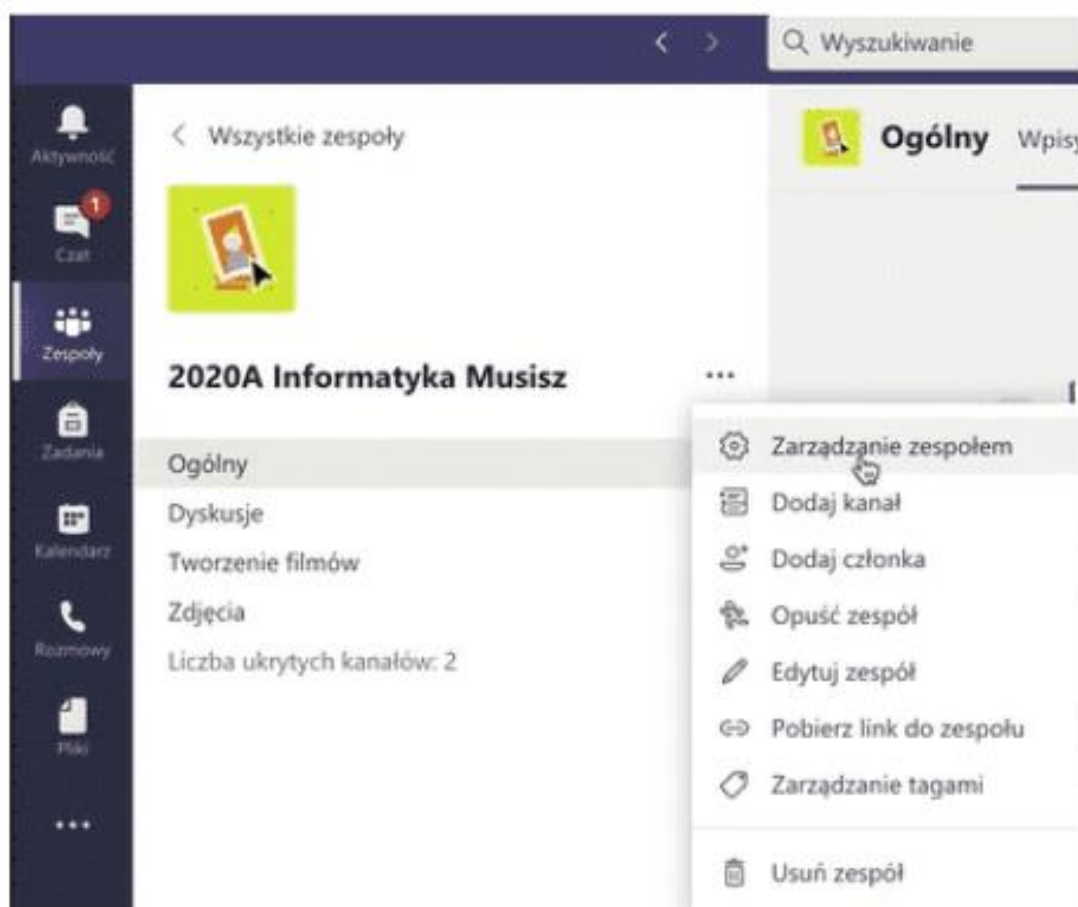 Wyszukiwanie
Aktywność
1
Czat
Zespoły
Zadania
Kalendarz
Rozmowy
Pliki
Wszystkie zespoły
2020A Informatyka Musisz
Ogólny
Dyskusje
Tworzenie filmów
Zdjęcia
Liczba ukrytych kanałów: 2
Ogólny Wpisy
Zarządzanie zespołem
Dodaj kanał
Dodaj członka
Opuść zespół
Edytuj zespół
Pobierz link do zespołu
Zarządzanie tagami
Usuń zespół